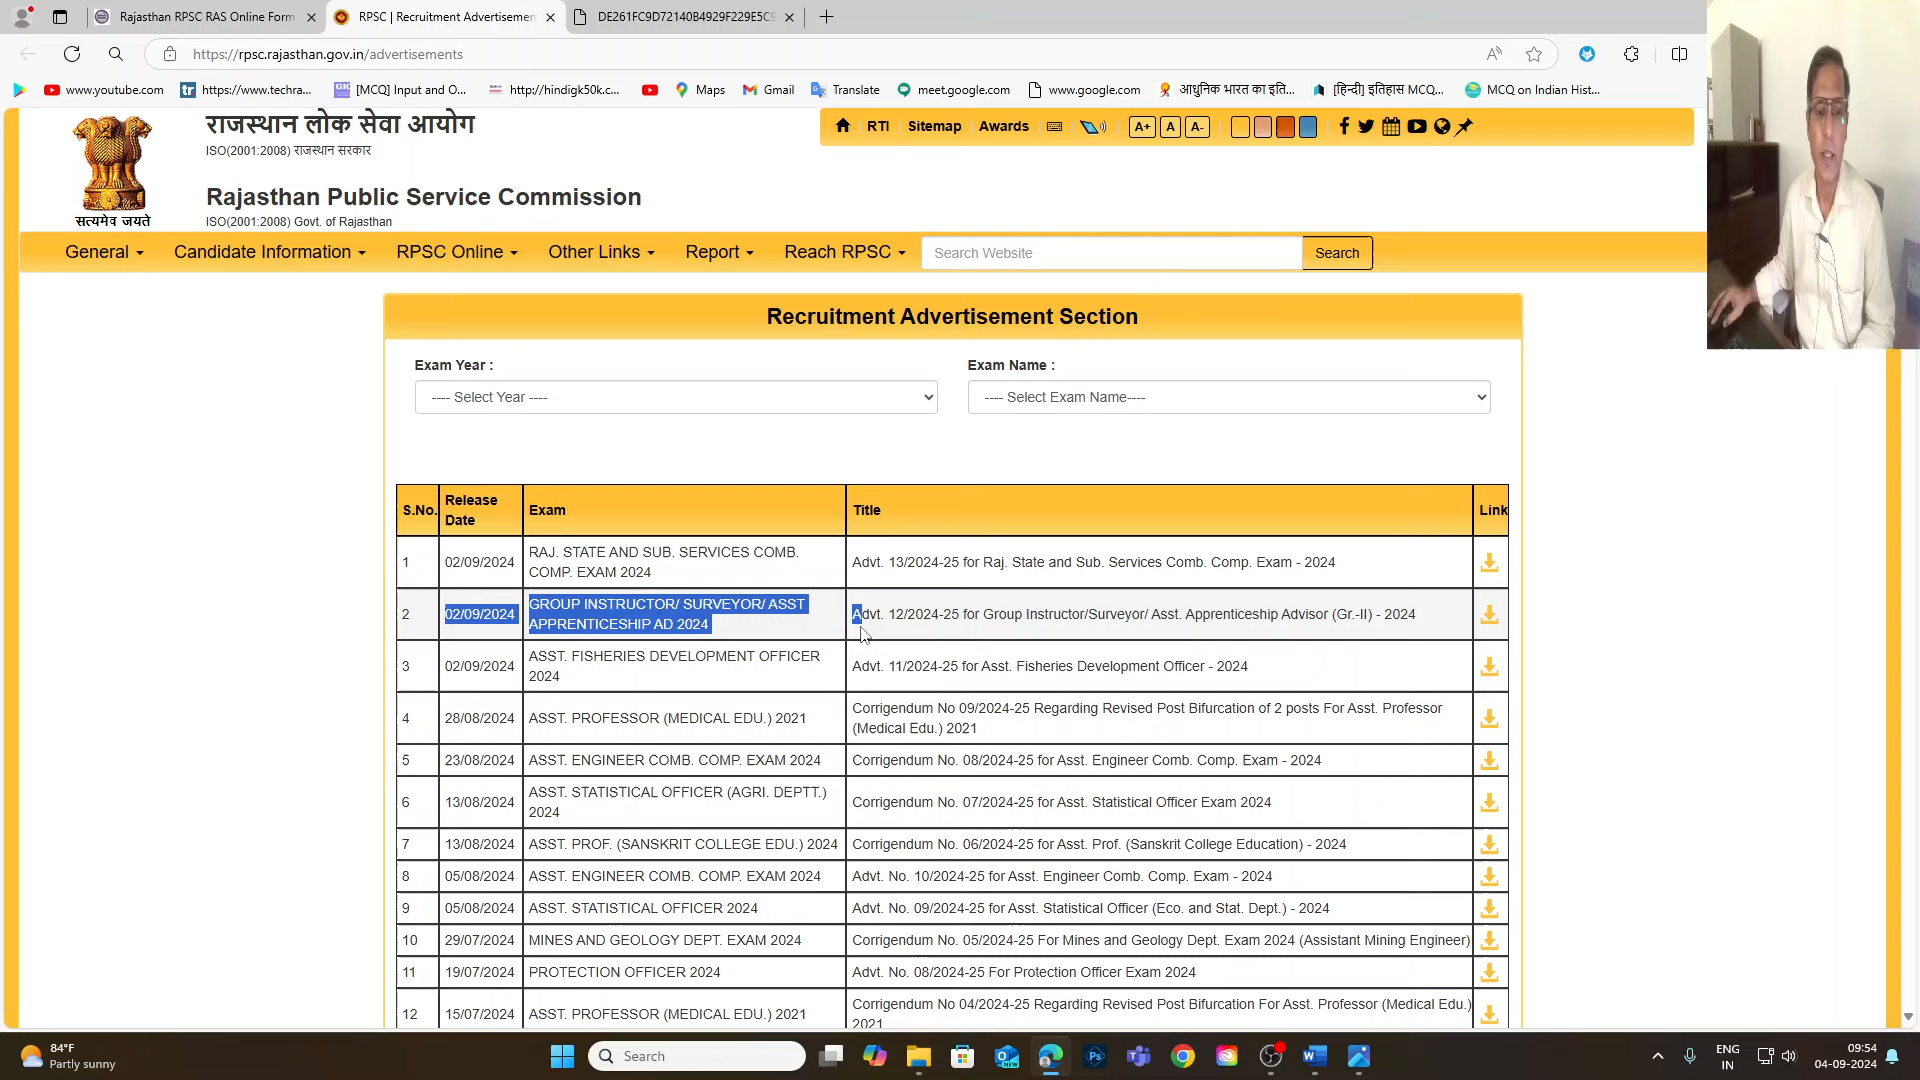 Rajasthan RPSC RAS Online Form
RPSC | Recruitment Advertisemen
DE261FC9D72140B4929F229E5C9
https://rpsc.rajasthan.gov.in/advertisements
www.youtube.com
https://www.techra...
[MCQ] Input and O...
http://hindigk50k.c...
Maps
Gmail
Translate
meet.google.com
www.google.com
आधुनिक भारत का इति...
[हिन्दी] इतिहास MCQ...
MCQ on Indian Hist...
राजस्थान लोक सेवा आयोग
ISO(2001:2008) राजस्थान सरकार
Rajasthan Public Service Commission
ISO(2001:2008) Govt. of Rajasthan
सत्यमेव जयते
RTI Sitemap Awards A+ A A-
General Candidate Information RPSC Online Other Links Report Reach RPSC Search Website Search
Recruitment Advertisement Section
Exam Year : Exam Name :
---- Select Year ---- ---- Select Exam Name----
S.No. Release Date Exam Title Link
1 02/09/2024 RAJ. STATE AND SUB. SERVICES COMB. COMP. EXAM 2024 Advt. 13/2024-25 for Raj. State and Sub. Services Comb. Comp. Exam - 2024
2 02/09/2024 GROUP INSTRUCTOR/ SURVEYOR/ ASST APPRENTICESHIP AD 2024 Advt. 12/2024-25 for Group Instructor/Surveyor/ Asst. Apprenticeship Advisor (Gr.-II) - 2024
3 02/09/2024 ASST. FISHERIES DEVELOPMENT OFFICER 2024 Advt. 11/2024-25 for Asst. Fisheries Development Officer - 2024
4 28/08/2024 ASST. PROFESSOR (MEDICAL EDU.) 2021 Corrigendum No 09/2024-25 Regarding Revised Post Bifurcation of 2 posts For Asst. Professor (Medical Edu.) 2021
5 23/08/2024 ASST. ENGINEER COMB. COMP. EXAM 2024 Corrigendum No. 08/2024-25 for Asst. Engineer Comb. Comp. Exam - 2024
6 13/08/2024 ASST. STATISTICAL OFFICER (AGRI. DEPTT.) 2024 Corrigendum No. 07/2024-25 for Asst. Statistical Officer Exam 2024
7 13/08/2024 ASST. PROF. (SANSKRIT COLLEGE EDU.) 2024 Corrigendum No. 06/2024-25 for Asst. Prof. (Sanskrit College Education) - 2024
8 05/08/2024 ASST. ENGINEER COMB. COMP. EXAM 2024 Advt. No. 10/2024-25 for Asst. Engineer Comb. Comp. Exam - 2024
9 05/08/2024 ASST. STATISTICAL OFFICER 2024 Advt. No. 09/2024-25 for Asst. Statistical Officer (Eco. and Stat. Dept.) - 2024
10 29/07/2024 MINES AND GEOLOGY DEPT. EXAM 2024 Corrigendum No. 05/2024-25 For Mines and Geology Dept. Exam 2024 (Assistant Mining Engineer)
11 19/07/2024 PROTECTION OFFICER 2024 Advt. No. 08/2024-25 For Protection Officer Exam 2024
12 15/07/2024 ASST. PROFESSOR (MEDICAL EDU.) 2021 Corrigendum No 04/2024-25 Regarding Revised Post Bifurcation For Asst. Professor (Medical Edu.) 2021
84°F
Partly sunny
Search
ENG
IN
09:54
04-09-2024